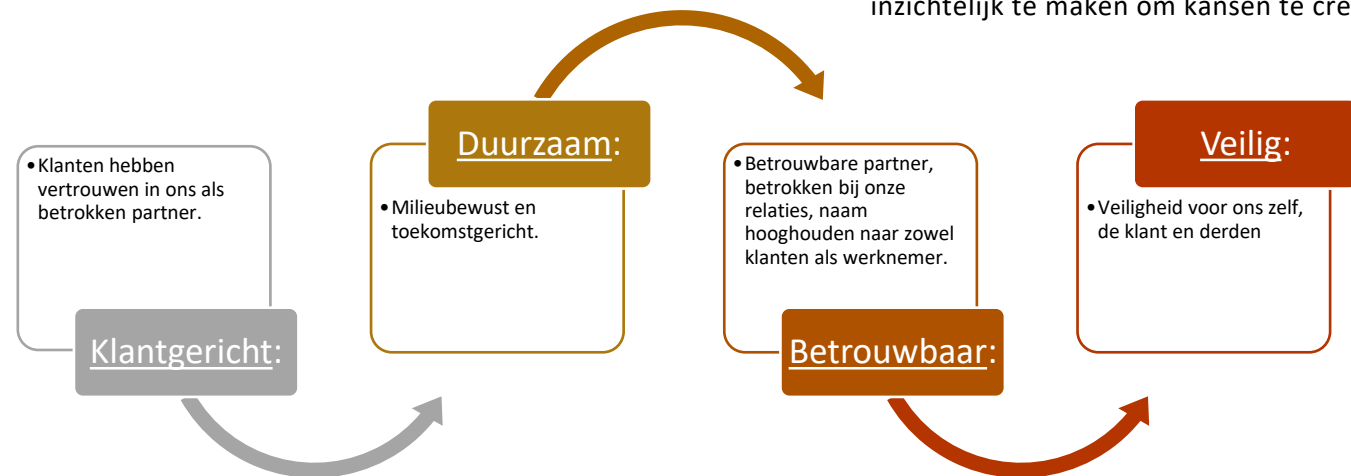 inzichtelijk te maken om kansen te cre
•Klanten hebben
vertrouwen in ons als
betrokken partner.
Klantgericht:
Duurzaam:
•Milieubewust en
toekomstgericht.
•Betrouwbare partner,
betrokken bij onze
relaties, naam
hooghouden naar zowel
klanten als werknemer.
Betrouwbaar:
Veilig:
•Veiligheid voor ons zelf,
de klant en derden